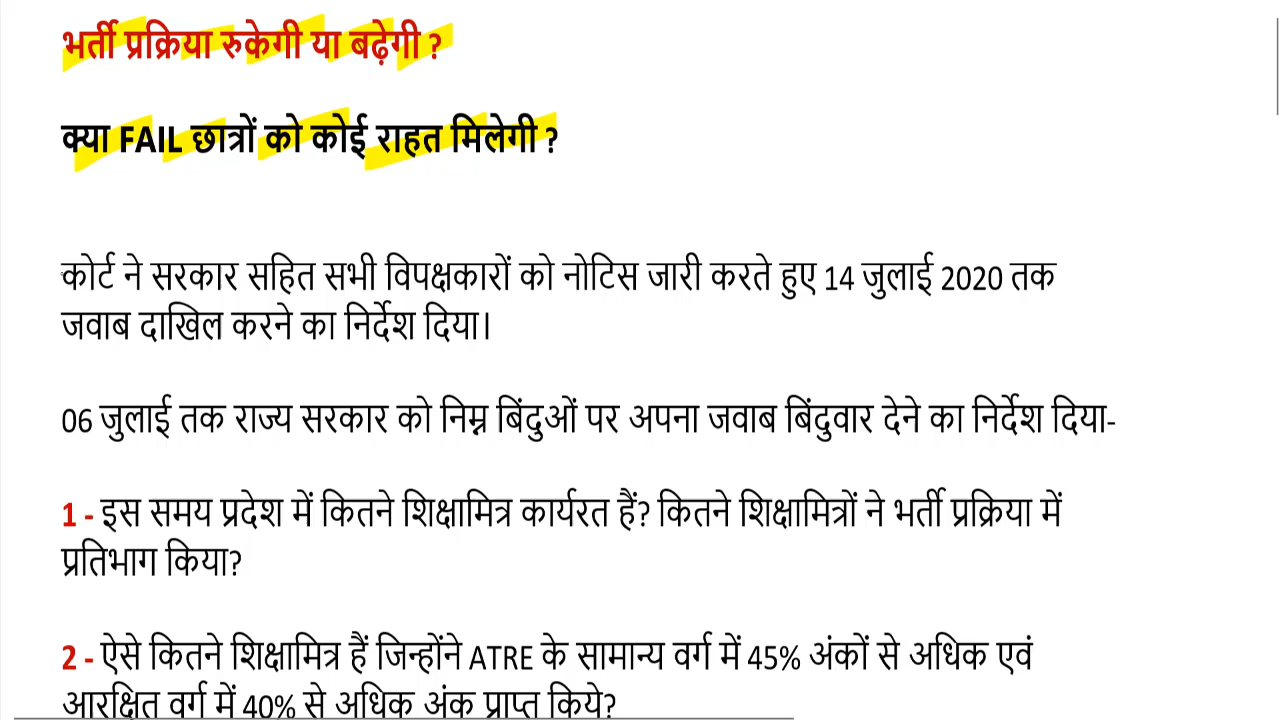 भर्ती प्रक्रिया रुकेगी या बढ़ेगी ?
क्या FAIL छात्रों को कोई राहत मिलेगी ?
कोर्ट ने सरकार सहित सभी विपक्षकारों को नोटिस जारी करते हुए 14 जुलाई 2020 तक
जवाब दाखिल करने का निर्देश दिया।
06 जुलाई तक राज्य सरकार को निम्न बिंदुओं पर अपना जवाब बिंदुवार देने का निर्देश दिया-
1 - इस समय प्रदेश में कितने शिक्षामित्र कार्यरत हैं? कितने शिक्षामित्रों ने भर्ती प्रक्रिया में
प्रतिभाग किया?
2 - ऐसे कितने शिक्षामित्र हैं जिन्होंने ATRE के सामान्य वर्ग में 45% अंकों से अधिक एवं
आरक्षित वर्ग में 40% से अधिक अंक प्राप्त किये?